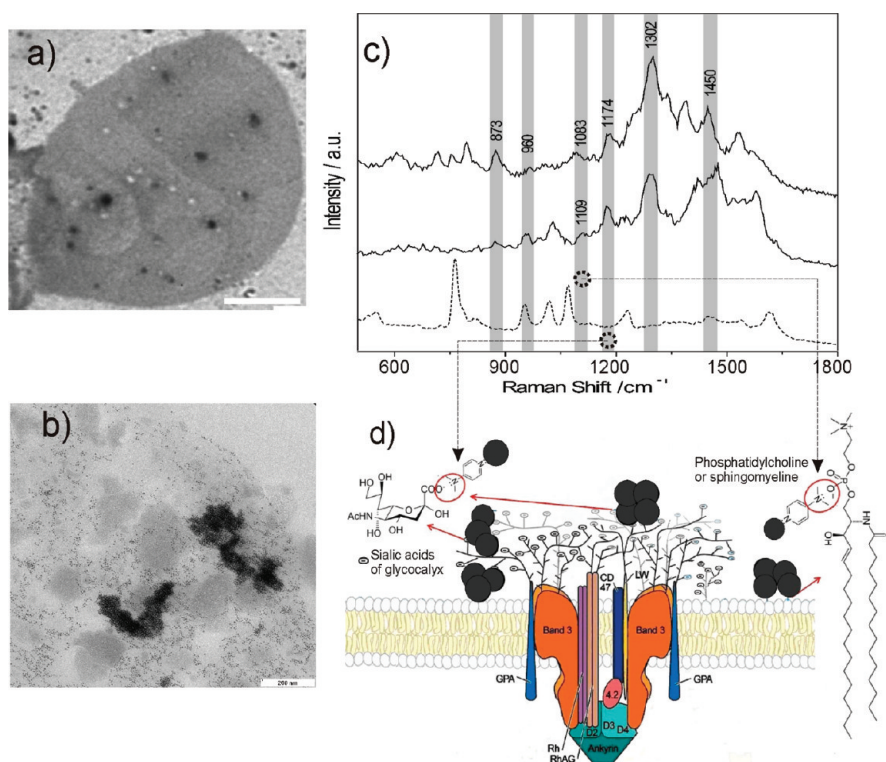 a)
b)
200 nm
c)
Intensity / a.u.
873
960
1083
1109
1174
1302
1450
600
900
1200
1500
1800
Raman Shift /cm⁻¹
d)
OH
OH
HO
COO⁻
OH
AcHN
OH
HO
N
Sialic acids
of glycocalyx
Phosphatidylcholine
or sphingomyeline
N⁺
O
O
P
O
O
N
NH
O
OH
CD
47
LW
Band 3
Band 3
GPA
GPA
4.2
D2
D3
D4
Rh
RhAG
Ankyrin